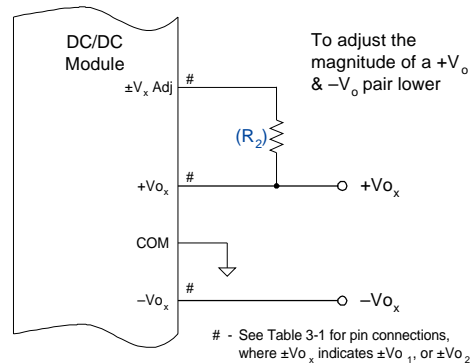 DC/DC
Module
To adjust the
magnitude of a +Vo
& –Vo pair lower
±Vx Adj
#
(R2)
+Vox
#
+Vox
COM
–Vox
#
–Vox
# - See Table 3-1 for pin connections,
where ±Vox indicates ±Vo1, or ±Vo2